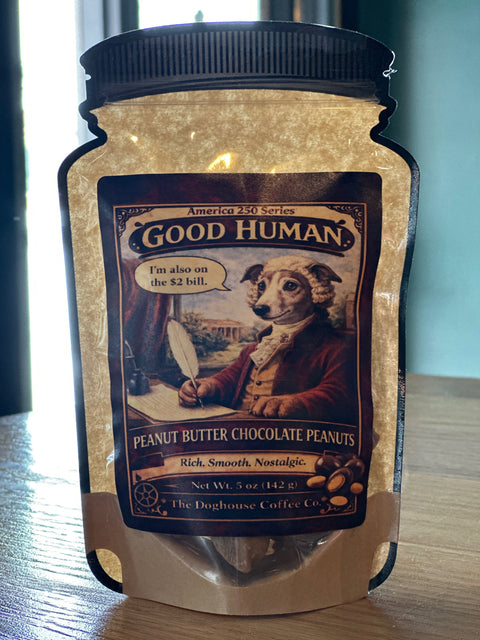 America 250 Series
GOOD HUMAN
I'm also on
the $2 bill.
PEANUT BUTTER CHOCOLATE PEANUTS
Rich. Smooth. Nostalgic.
Net Wt. 5 oz (142 g)
The Doghouse Coffee Co.